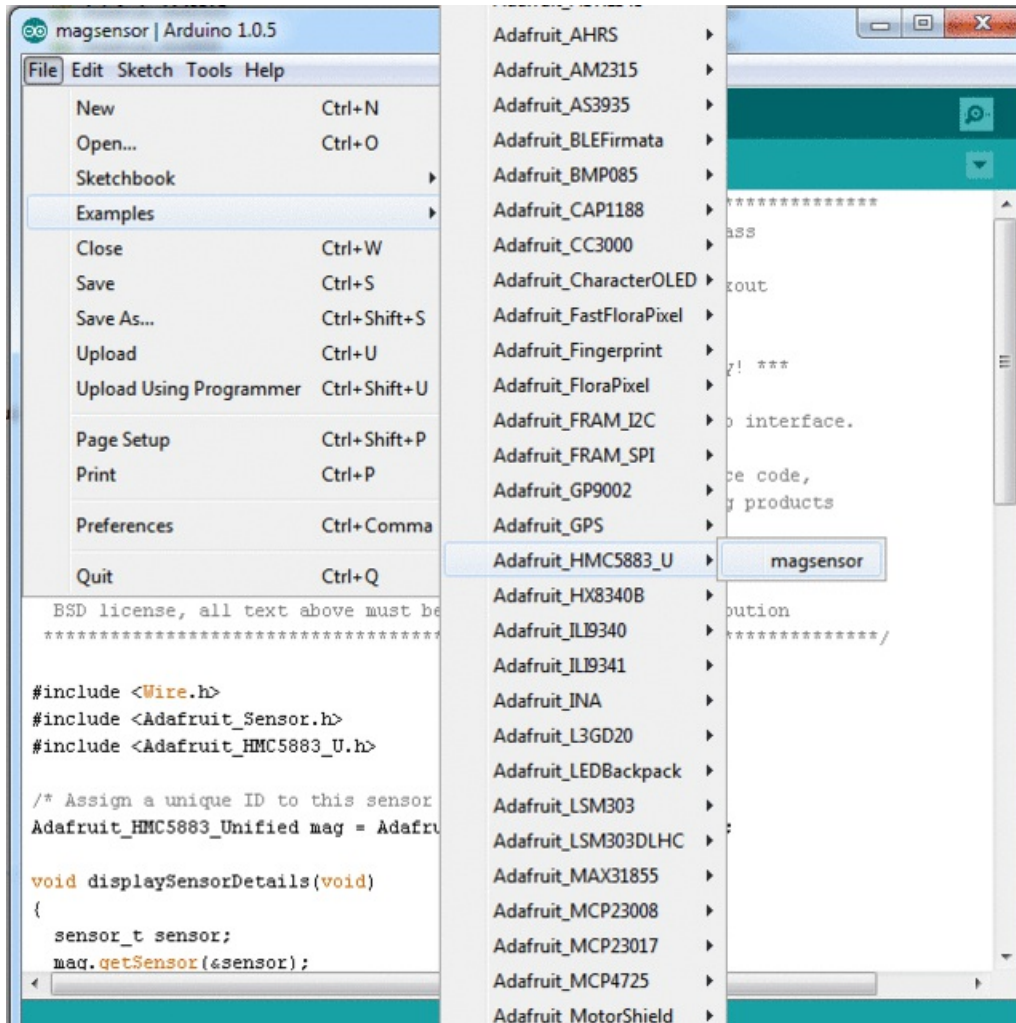 magsensor | Arduino 1.0.5
File Edit Sketch Tools Help
New Ctrl+N
Open... Ctrl+O
Sketchbook
Examples
Close Ctrl+W
Save Ctrl+S
Save As... Ctrl+Shift+S
Upload Ctrl+U
Upload Using Programmer Ctrl+Shift+U
Page Setup Ctrl+Shift+P
Print Ctrl+P
Preferences Ctrl+Comma
Quit Ctrl+Q
Adafruit_AHRS
Adafruit_AM2315
Adafruit_AS3935
Adafruit_BLEFirmata
Adafruit_BMP085
Adafruit_CAP1188
Adafruit_CC3000
Adafruit_CharacterOLED
Adafruit_FastFloraPixel
Adafruit_Fingerprint
Adafruit_FloraPixel
Adafruit_FRAM_I2C
Adafruit_FRAM_SPI
Adafruit_GP9002
Adafruit_GPS
Adafruit_HMC5883_U
Adafruit_HX8340B
Adafruit_ILI9340
Adafruit_ILI9341
Adafruit_INA
Adafruit_L3GD20
Adafruit_LEDBackpack
Adafruit_LSM303
Adafruit_LSM303DLHC
Adafruit_MAX31855
Adafruit_MCP23008
Adafruit_MCP23017
Adafruit_MCP4725
Adafruit_MotorShield
magsensor
**************
ass
out
y! ***
o interface.
ce code,
g products
BSD license, all text above must be
bution
************************************
**************/
#include <Wire.h>
#include <Adafruit_Sensor.h>
#include <Adafruit_HMC5883_U.h>
/* Assign a unique ID to this sensor
Adafruit_HMC5883_Unified mag = Adafru
;
void displaySensorDetails(void)
{
sensor_t sensor;
mag.getSensor(&sensor);